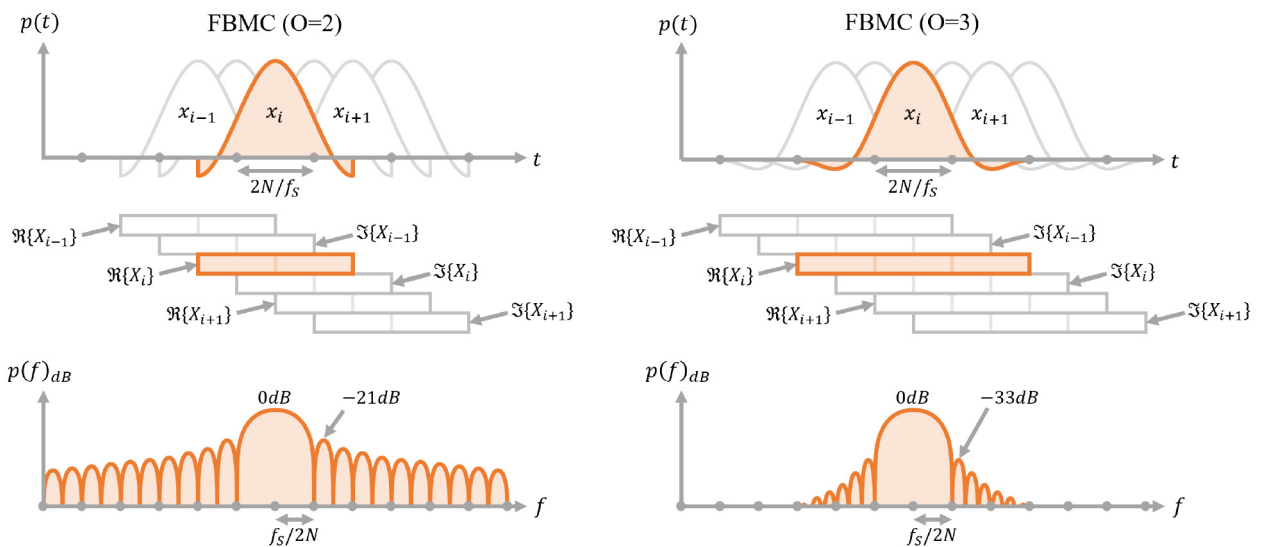 p(t)
FBMC (O=2)
x_{i−1}
x_i
x_{i+1}
t
2N/f_S
ℜ{X_{i−1}}
ℑ{X_{i−1}}
ℜ{X_i}
ℑ{X_i}
ℜ{X_{i+1}}
ℑ{X_{i+1}}
p(f)_{dB}
0dB
−21dB
f
f_S/2N
p(t)
FBMC (O=3)
x_{i−1}
x_i
x_{i+1}
t
2N/f_S
ℜ{X_{i−1}}
ℑ{X_{i−1}}
ℜ{X_i}
ℑ{X_i}
ℜ{X_{i+1}}
ℑ{X_{i+1}}
p(f)_{dB}
0dB
−33dB
f
f_S/2N